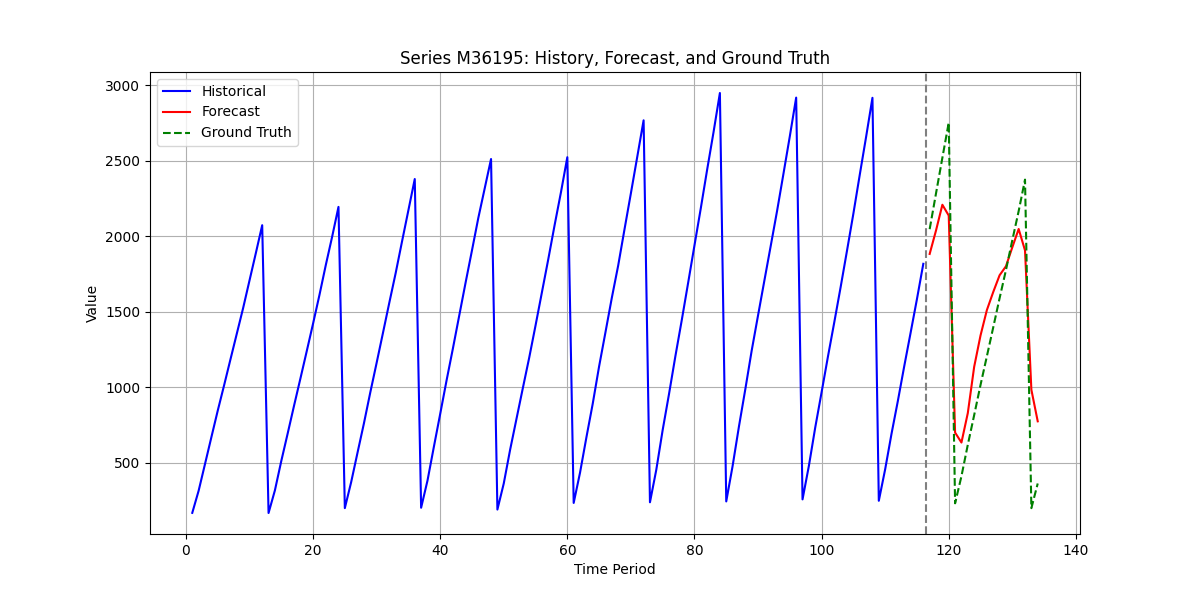 Series M36195: History, Forecast, and Ground Truth
Historical
Forecast
Ground Truth
3000
2500
2000
1500
1000
500
Value
0 20 40 60 80 100 120 140
Time Period